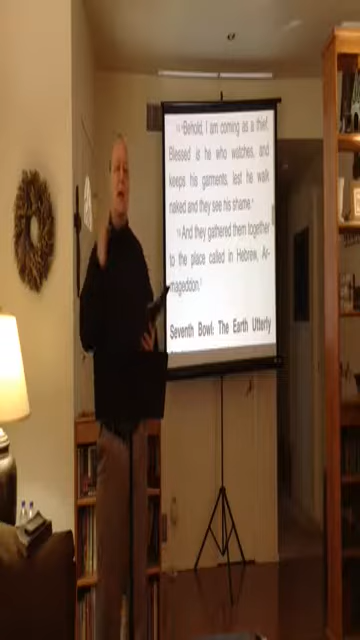 15 "Behold, I am coming as a thief.
Blessed is he who watches, and
keeps his garments, lest he walk
naked and they see his shame."
16 And they gathered them together
to the place called in Hebrew, Ar-
mageddon.
Seventh Bowl: The Earth Utterly